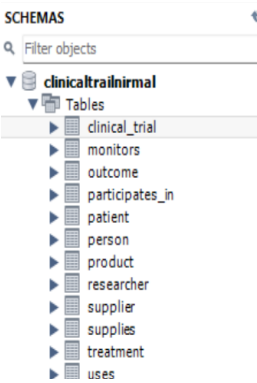 SCHEMAS
Filter objects
clinicaltrailnirmal
Tables
clinical_trial
monitors
outcome
participates_in
patient
person
product
researcher
supplier
supplies
treatment
uses